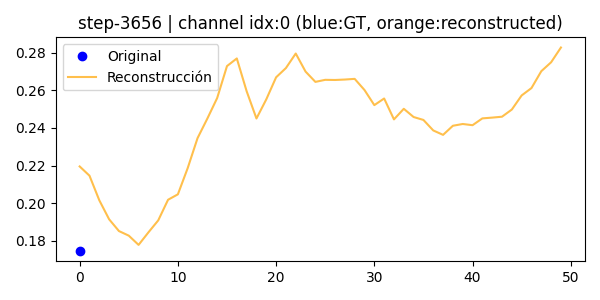 step-3656 | channel idx:0 (blue:GT, orange:reconstructed)
Original
Reconstrucción
0.28
0.26
0.24
0.22
0.20
0.18
0 10 20 30 40 50